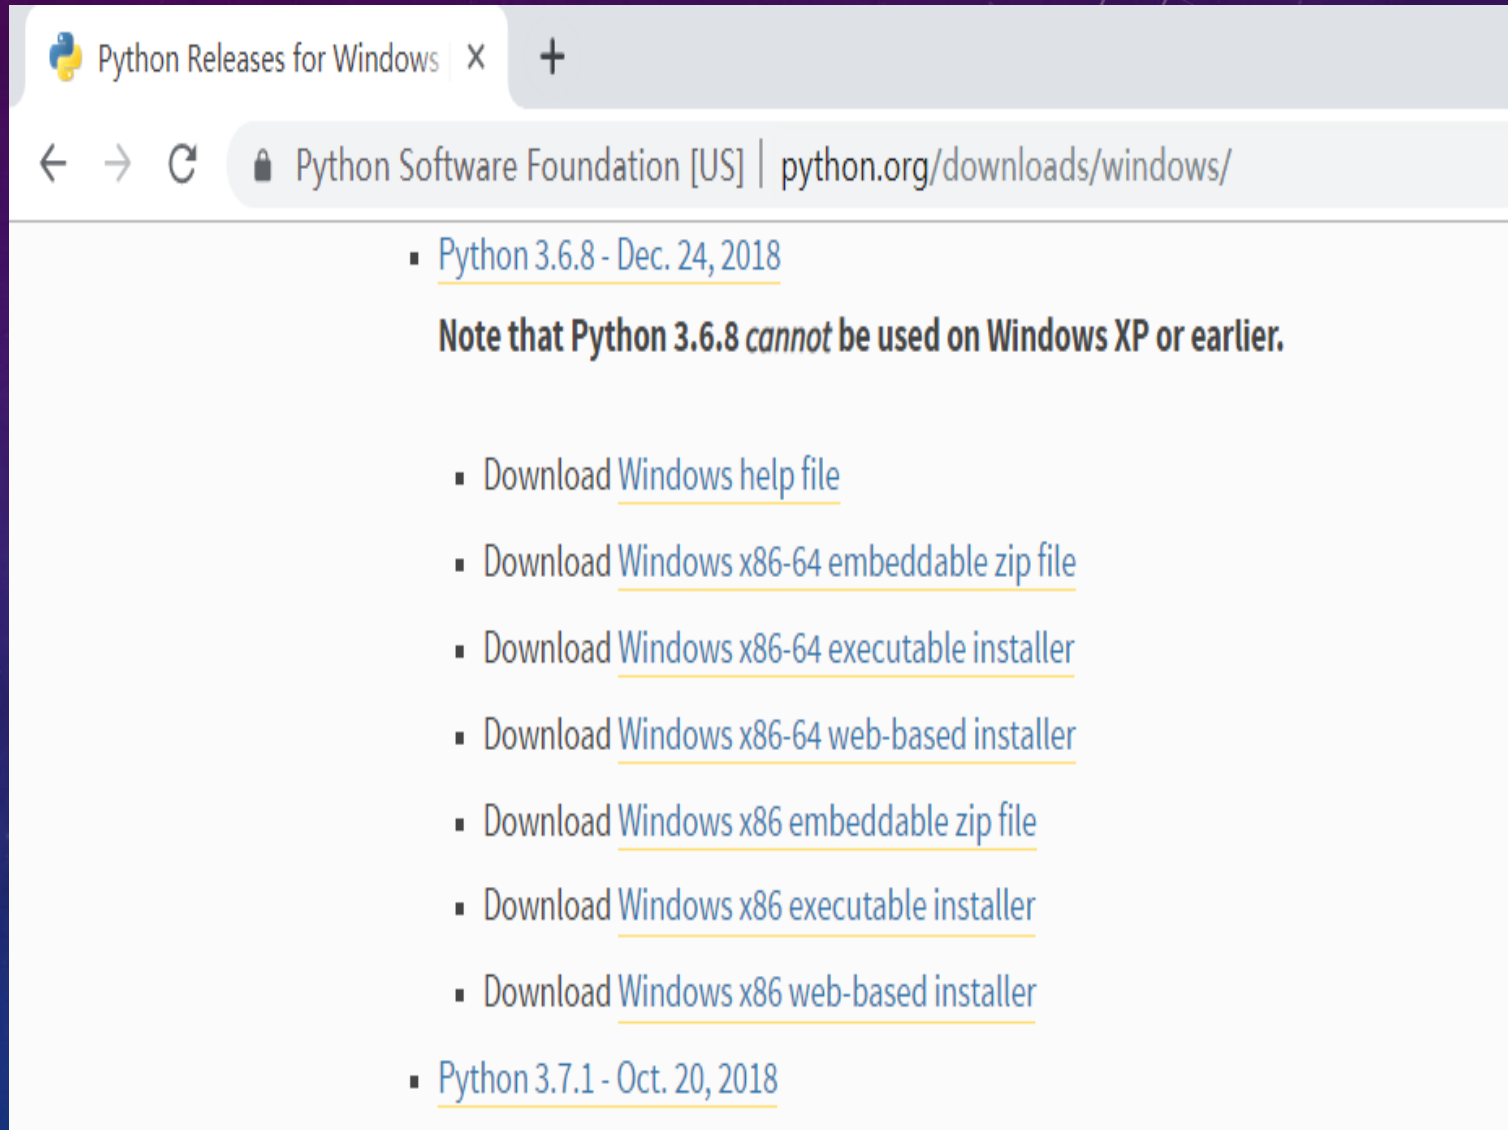 Python Releases for Windows
Python Software Foundation [US] | python.org/downloads/windows/
Python 3.6.8 - Dec. 24, 2018
Note that Python 3.6.8 cannot be used on Windows XP or earlier.
Download Windows help file
Download Windows x86-64 embeddable zip file
Download Windows x86-64 executable installer
Download Windows x86-64 web-based installer
Download Windows x86 embeddable zip file
Download Windows x86 executable installer
Download Windows x86 web-based installer
Python 3.7.1 - Oct. 20, 2018